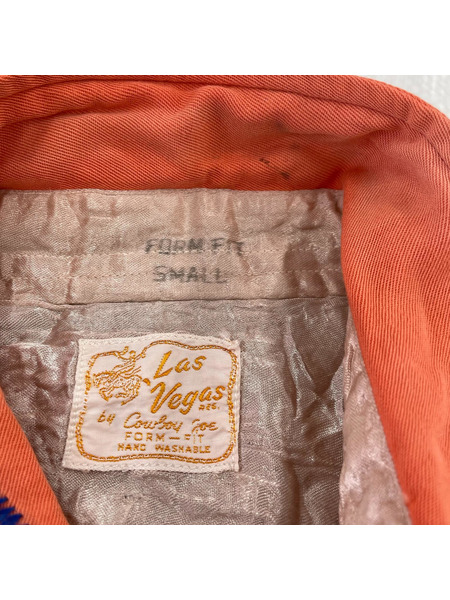 FORM FIT
SMALL
Las
Vegas
REG.
by Cowboy Joe
FORM—FIT
HAND WASHABLE